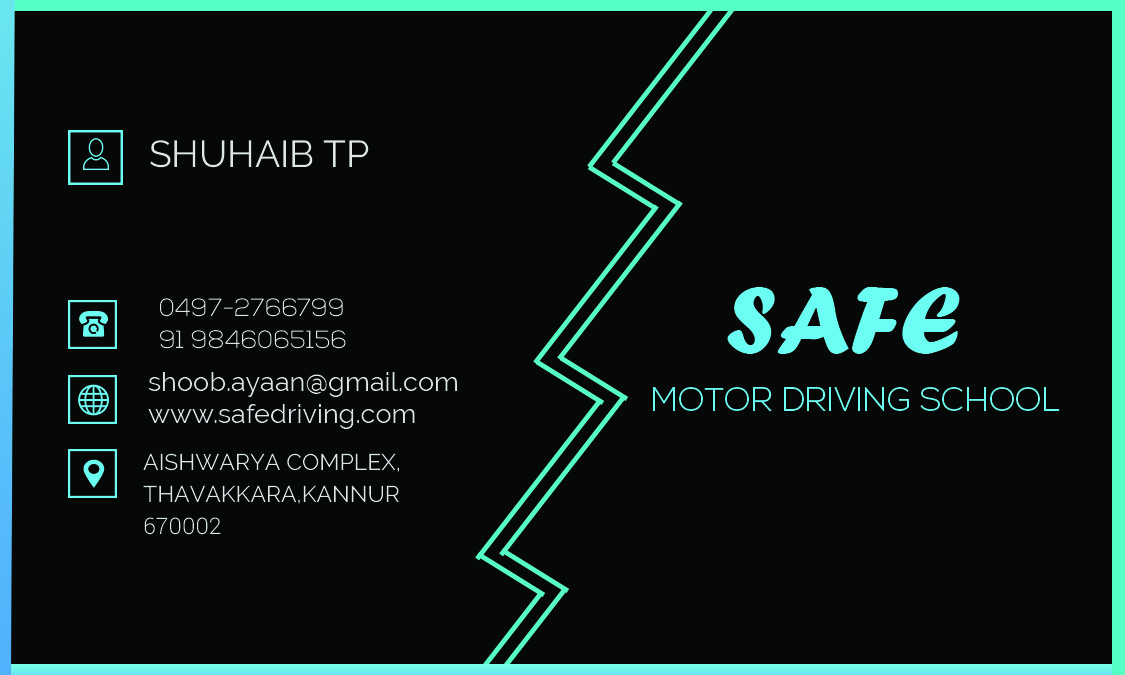 SHUHAIB TP
0497-2766799
91 9846065156
shoob.ayaan@gmail.com
www.safedriving.com
AISHWARYA COMPLEX,
THAVAKKARA,KANNUR
670002
SAFE
MOTOR DRIVING SCHOOL